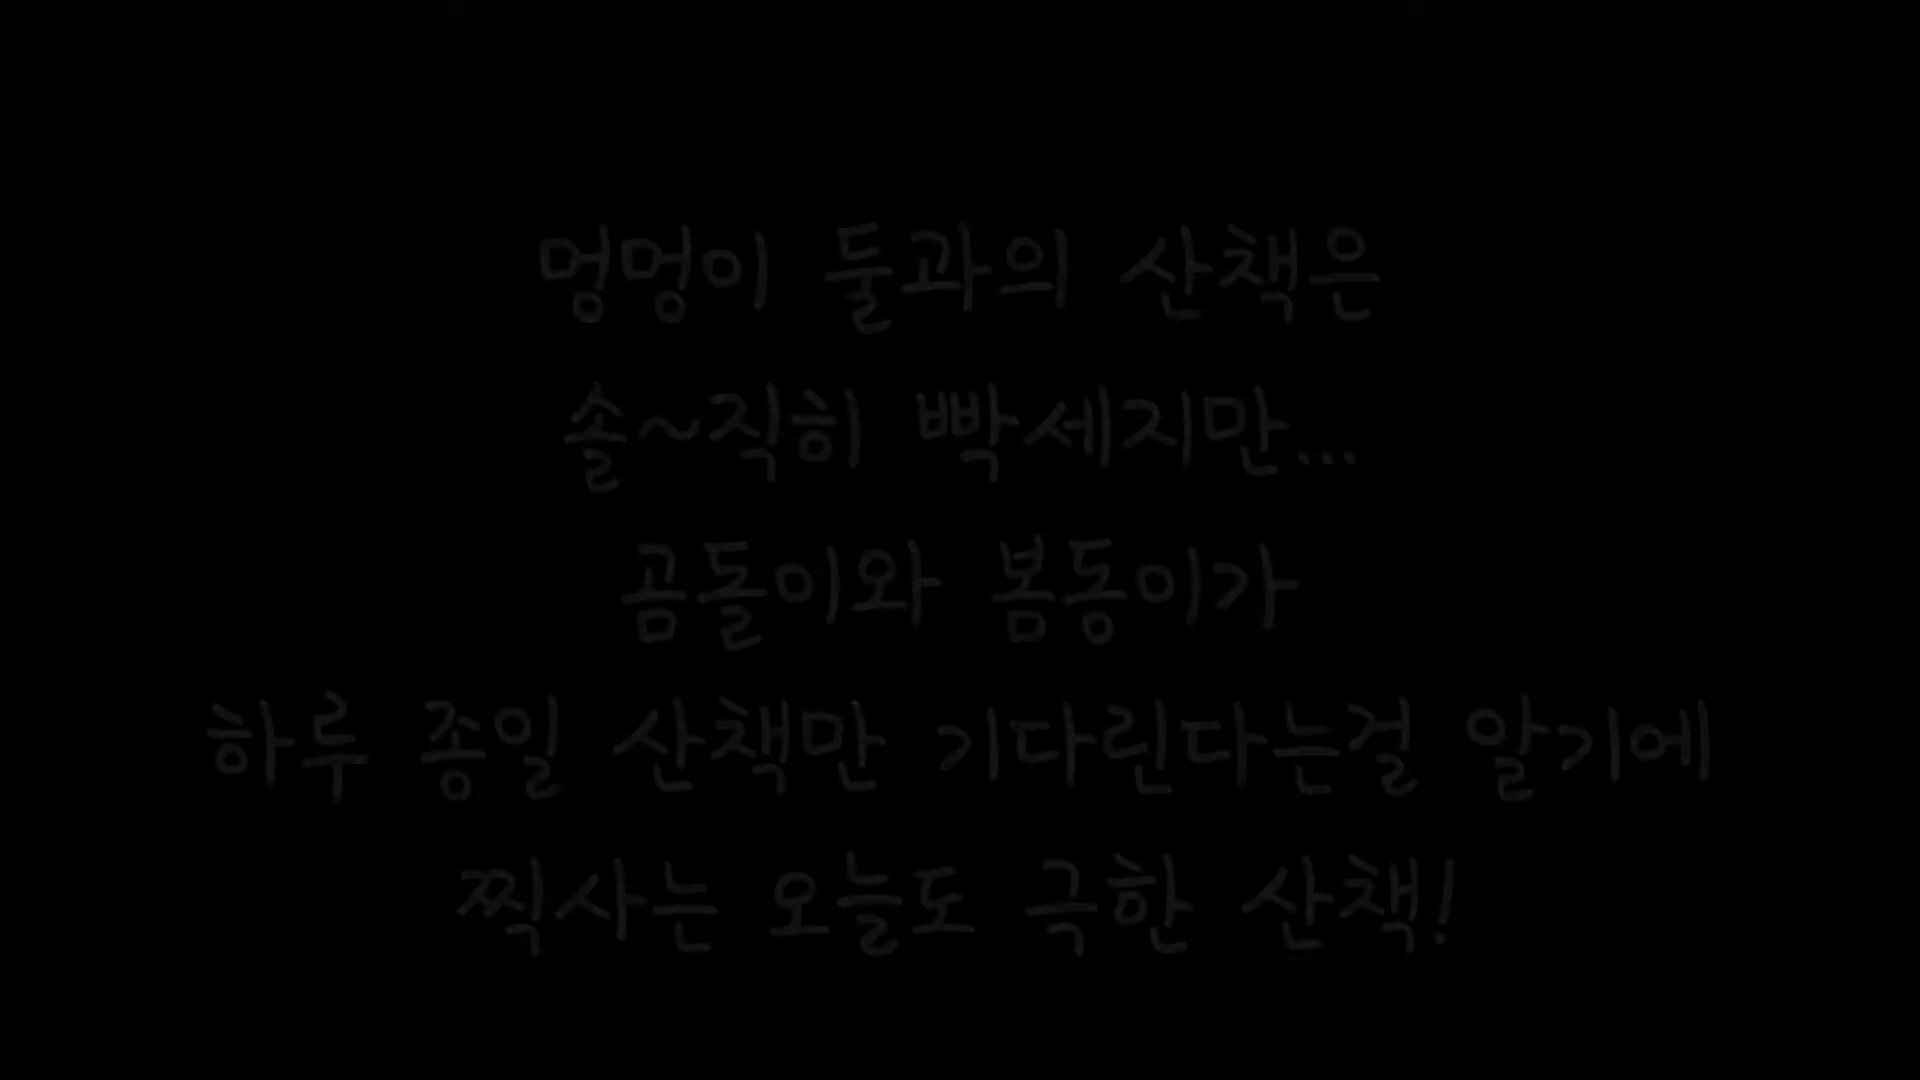 멍멍이 둘과의 산책은
솔~직히 빡세지만...
곰돌이와 봄동이가
하루 종일 산책만 기다린다는걸 알기에
찍사는 오늘도 극한 산책!